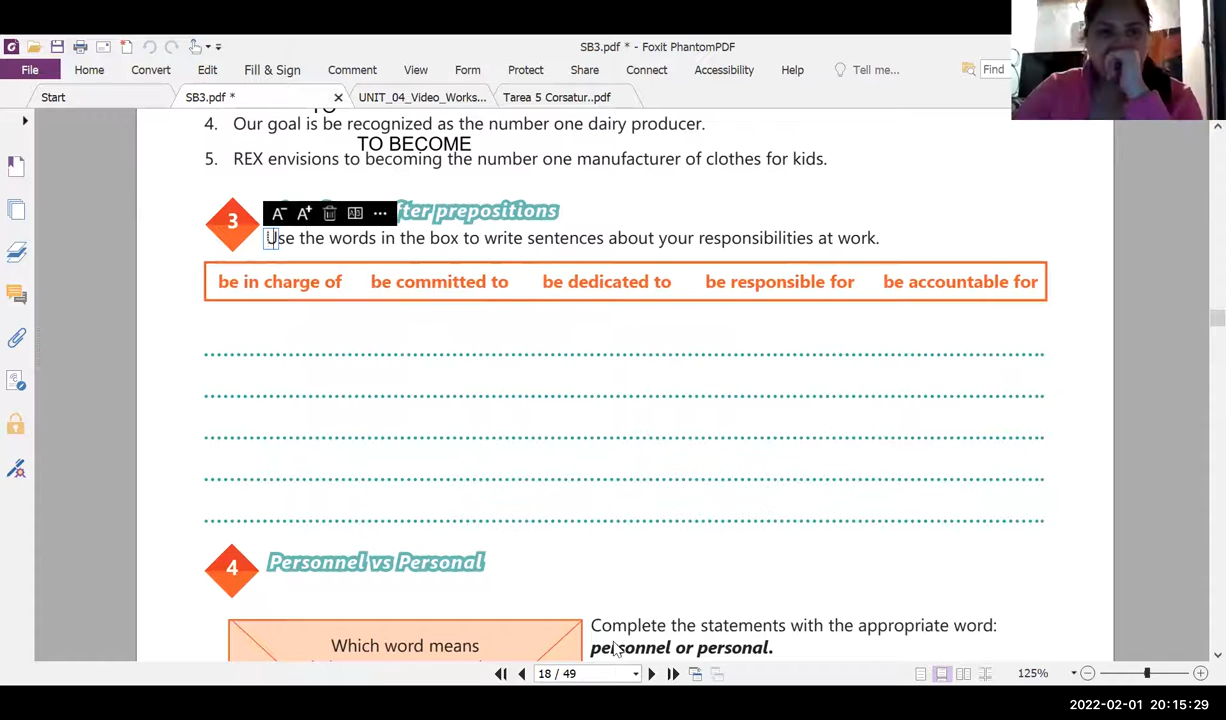 SB3.pdf * - Foxit PhantomPDF
File Home Convert Edit Fill & Sign Comment View Form Protect Share Connect Accessibility Help Tell me... Find
Start SB3.pdf * UNIT_04_Video_Works... Tarea 5 Corsatur..pdf
4. Our goal is be recognized as the number one dairy producer.
TO BECOME
5. REX envisions to becoming the number one manufacturer of clothes for kids.
3 fter prepositions
Use the words in the box to write sentences about your responsibilities at work.
be in charge of be committed to be dedicated to be responsible for be accountable for
4 Personnel vs Personal
Which word means
Complete the statements with the appropriate word:
personnel or personal.
18 / 49 125%
2022-02-01 20:15:29